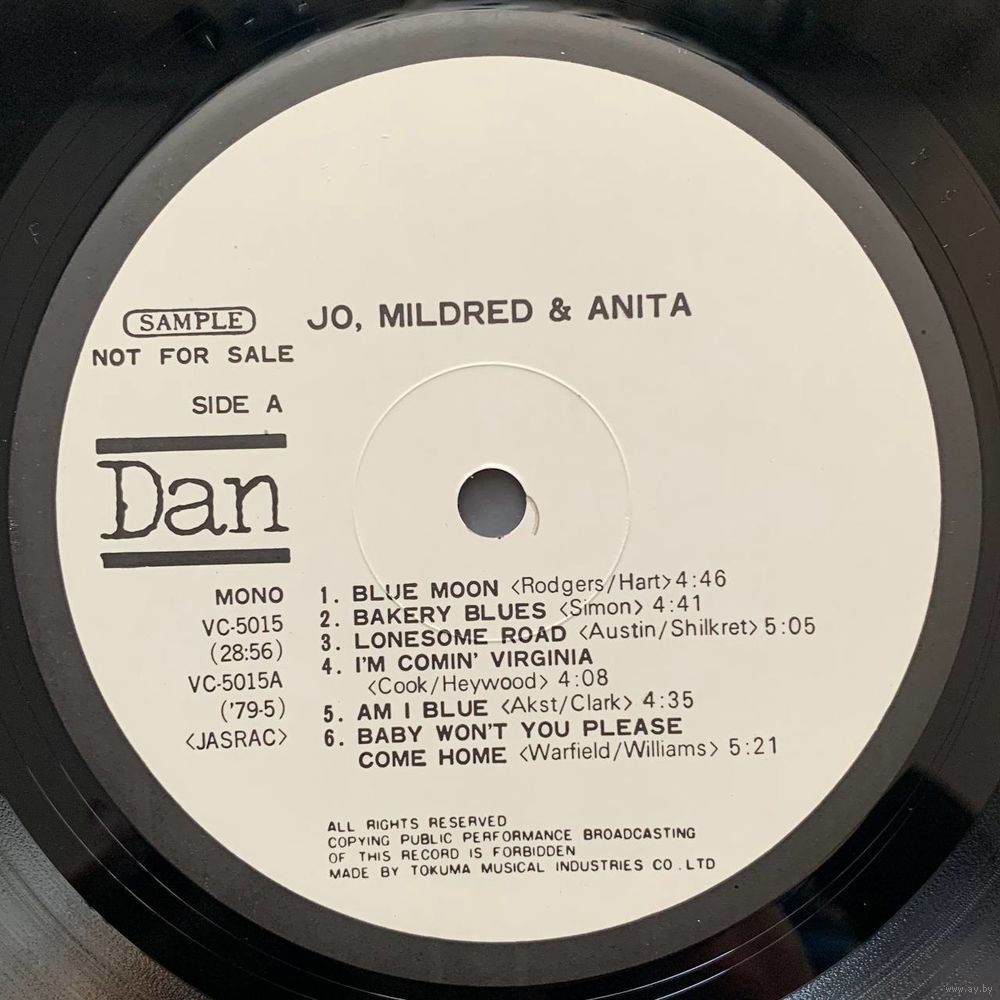 SAMPLE
NOT FOR SALE
JO, MILDRED & ANITA
SIDE A
Dan
MONO
VC-5015
(28:56)
VC-5015A
('79-5)
<JASRAC>
1. BLUE MOON <Rodgers/Hart> 4:46
2. BAKERY BLUES <Simon> 4:41
3. LONESOME ROAD <Austin/Shilkret> 5:05
4. I'M COMIN' VIRGINIA
<Cook/Heywood> 4:08
5. AM I BLUE <Akst/Clark> 4:35
6. BABY WON'T YOU PLEASE
COME HOME <Warfield/Williams> 5:21
ALL RIGHTS RESERVED
COPYING PUBLIC PERFORMANCE BROADCASTING
OF THIS RECORD IS FORBIDDEN
MADE BY TOKUMA MUSICAL INDUSTRIES CO.LTD
www.ay.by